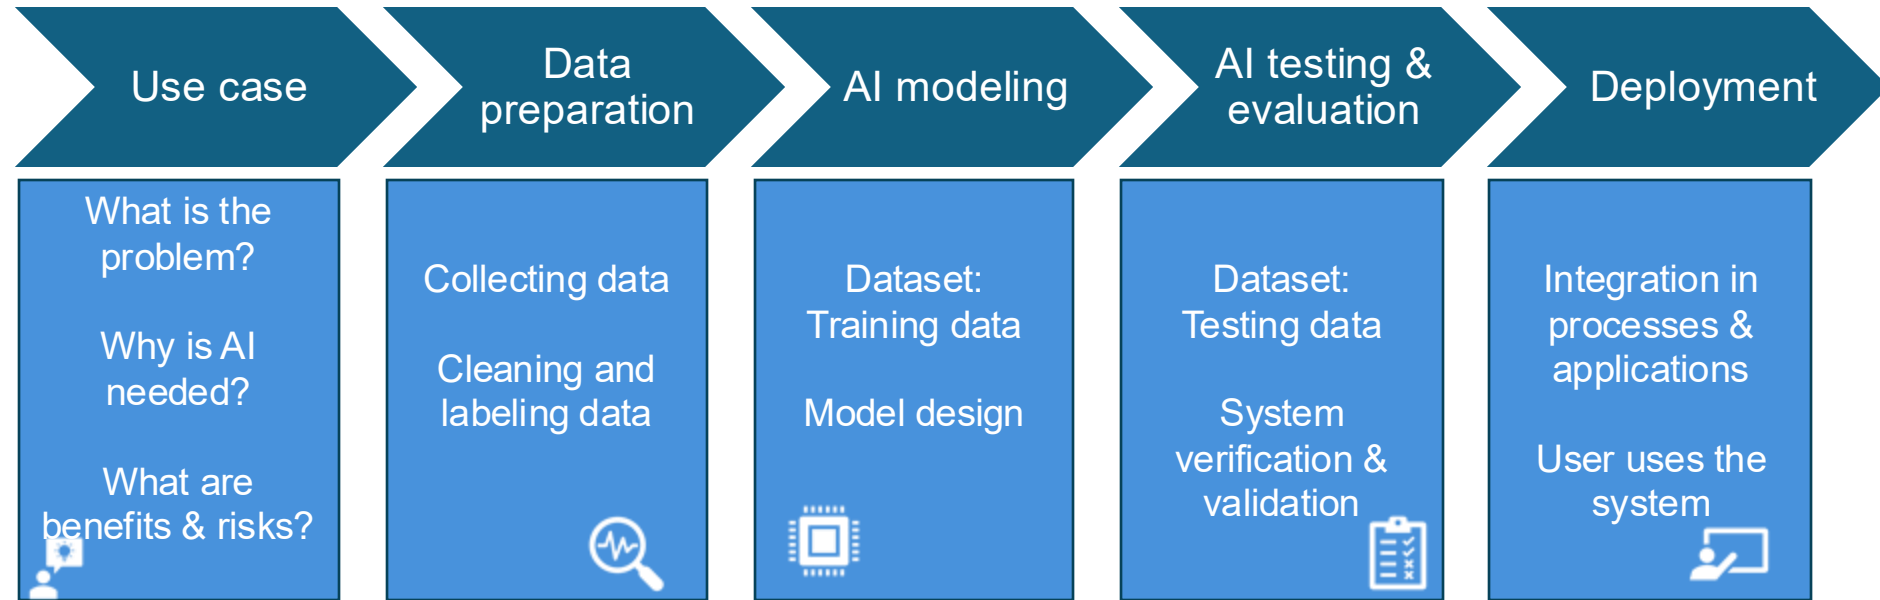 Use case
Data
preparation
AI modeling
AI testing &
evaluation
Deployment
What is the
problem?
Why is AI
needed?
What are
benefits & risks?
Collecting data
Cleaning and
labeling data
Dataset:
Training data
Model design
Dataset:
Testing data
System
verification &
validation
Integration in
processes &
applications
User uses the
system